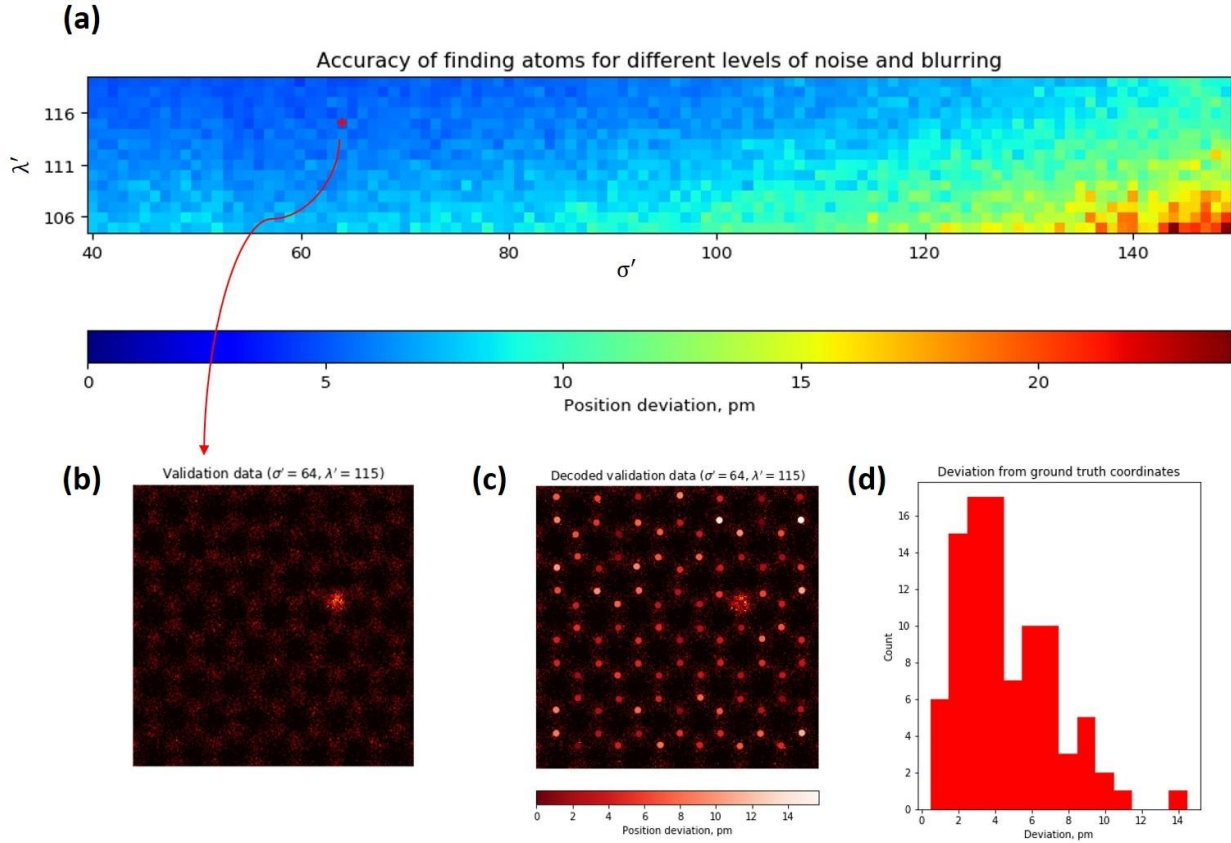 (a)
Accuracy of finding atoms for different levels of noise and blurring
116
111
106
λ′
40 60 80 100 120 140
σ′
0 5 10 15 20
Position deviation, pm
(b)
Validation data (σ′ = 64, λ′ = 115)
(c)
Decoded validation data (σ′ = 64, λ′ = 115)
0 2 4 6 8 10 12 14
Position deviation, pm
(d)
Deviation from ground truth coordinates
16
14
12
10
8
6
4
2
0
Count
0 2 4 6 8 10 12 14
Deviation, pm